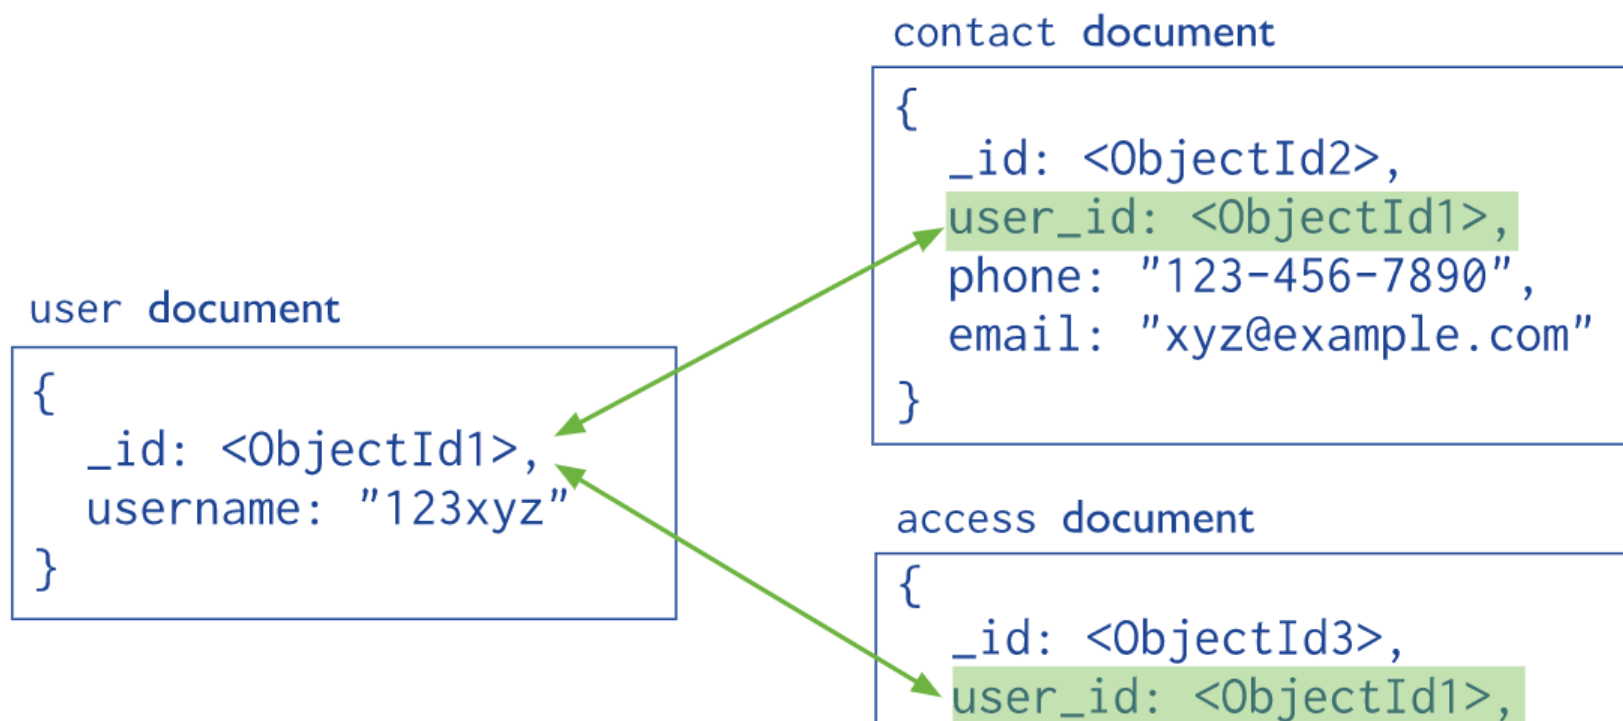 user document
{
_id: <ObjectId1>,
username: "123xyz"
}
contact document
{
_id: <ObjectId2>,
user_id: <ObjectId1>,
phone: "123-456-7890",
email: "xyz@example.com"
}
access document
{
_id: <ObjectId3>,
user_id: <ObjectId1>,